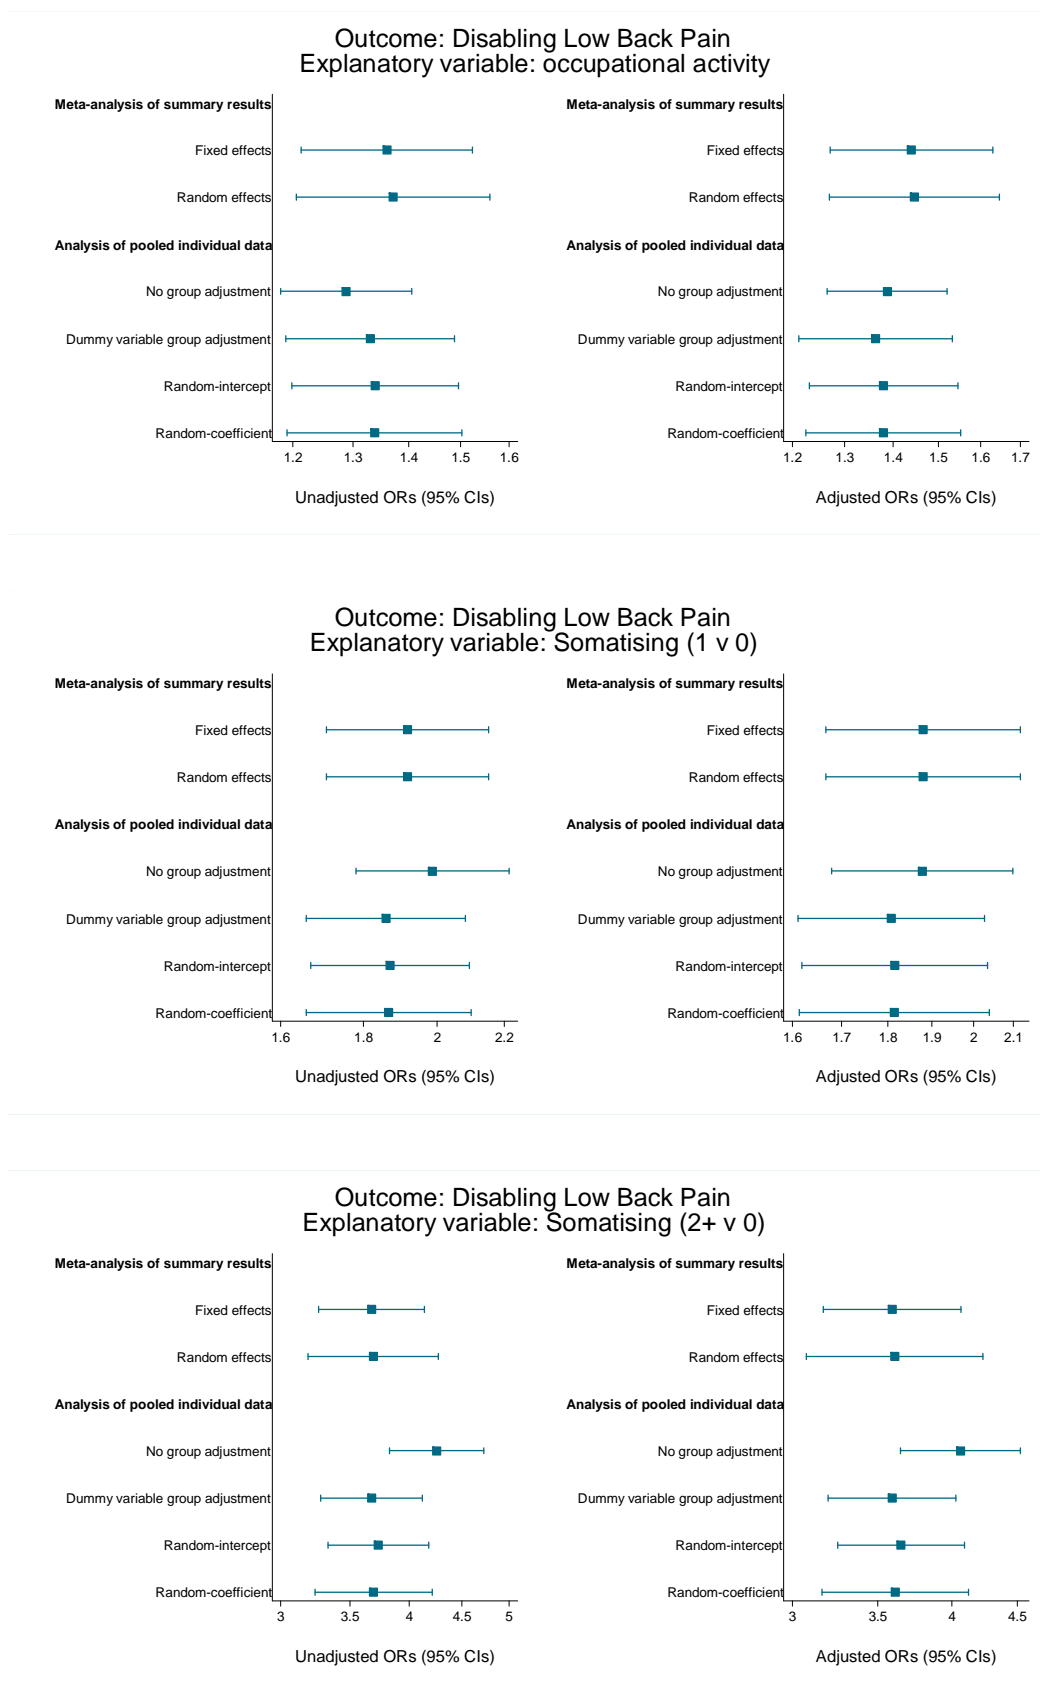 Outcome: Disabling Low Back Pain
Explanatory variable: occupational activity
Meta-analysis of summary results
Fixed effects
Random effects
Analysis of pooled individual data
No group adjustment
Dummy variable group adjustment
Random-intercept
Random-coefficient
1.2 1.3 1.4 1.5 1.6
Unadjusted ORs (95% CIs)
Meta-analysis of summary results
Fixed effects
Random effects
Analysis of pooled individual data
No group adjustment
Dummy variable group adjustment
Random-intercept
Random-coefficient
1.2 1.3 1.4 1.5 1.6 1.7
Adjusted ORs (95% CIs)
Outcome: Disabling Low Back Pain
Explanatory variable: Somatising (1 v 0)
Meta-analysis of summary results
Fixed effects
Random effects
Analysis of pooled individual data
No group adjustment
Dummy variable group adjustment
Random-intercept
Random-coefficient
1.6 1.8 2 2.2
Unadjusted ORs (95% CIs)
Meta-analysis of summary results
Fixed effects
Random effects
Analysis of pooled individual data
No group adjustment
Dummy variable group adjustment
Random-intercept
Random-coefficient
1.6 1.7 1.8 1.9 2 2.1
Adjusted ORs (95% CIs)
Outcome: Disabling Low Back Pain
Explanatory variable: Somatising (2+ v 0)
Meta-analysis of summary results
Fixed effects
Random effects
Analysis of pooled individual data
No group adjustment
Dummy variable group adjustment
Random-intercept
Random-coefficient
3 3.5 4 4.5 5
Unadjusted ORs (95% CIs)
Meta-analysis of summary results
Fixed effects
Random effects
Analysis of pooled individual data
No group adjustment
Dummy variable group adjustment
Random-intercept
Random-coefficient
3 3.5 4 4.5
Adjusted ORs (95% CIs)